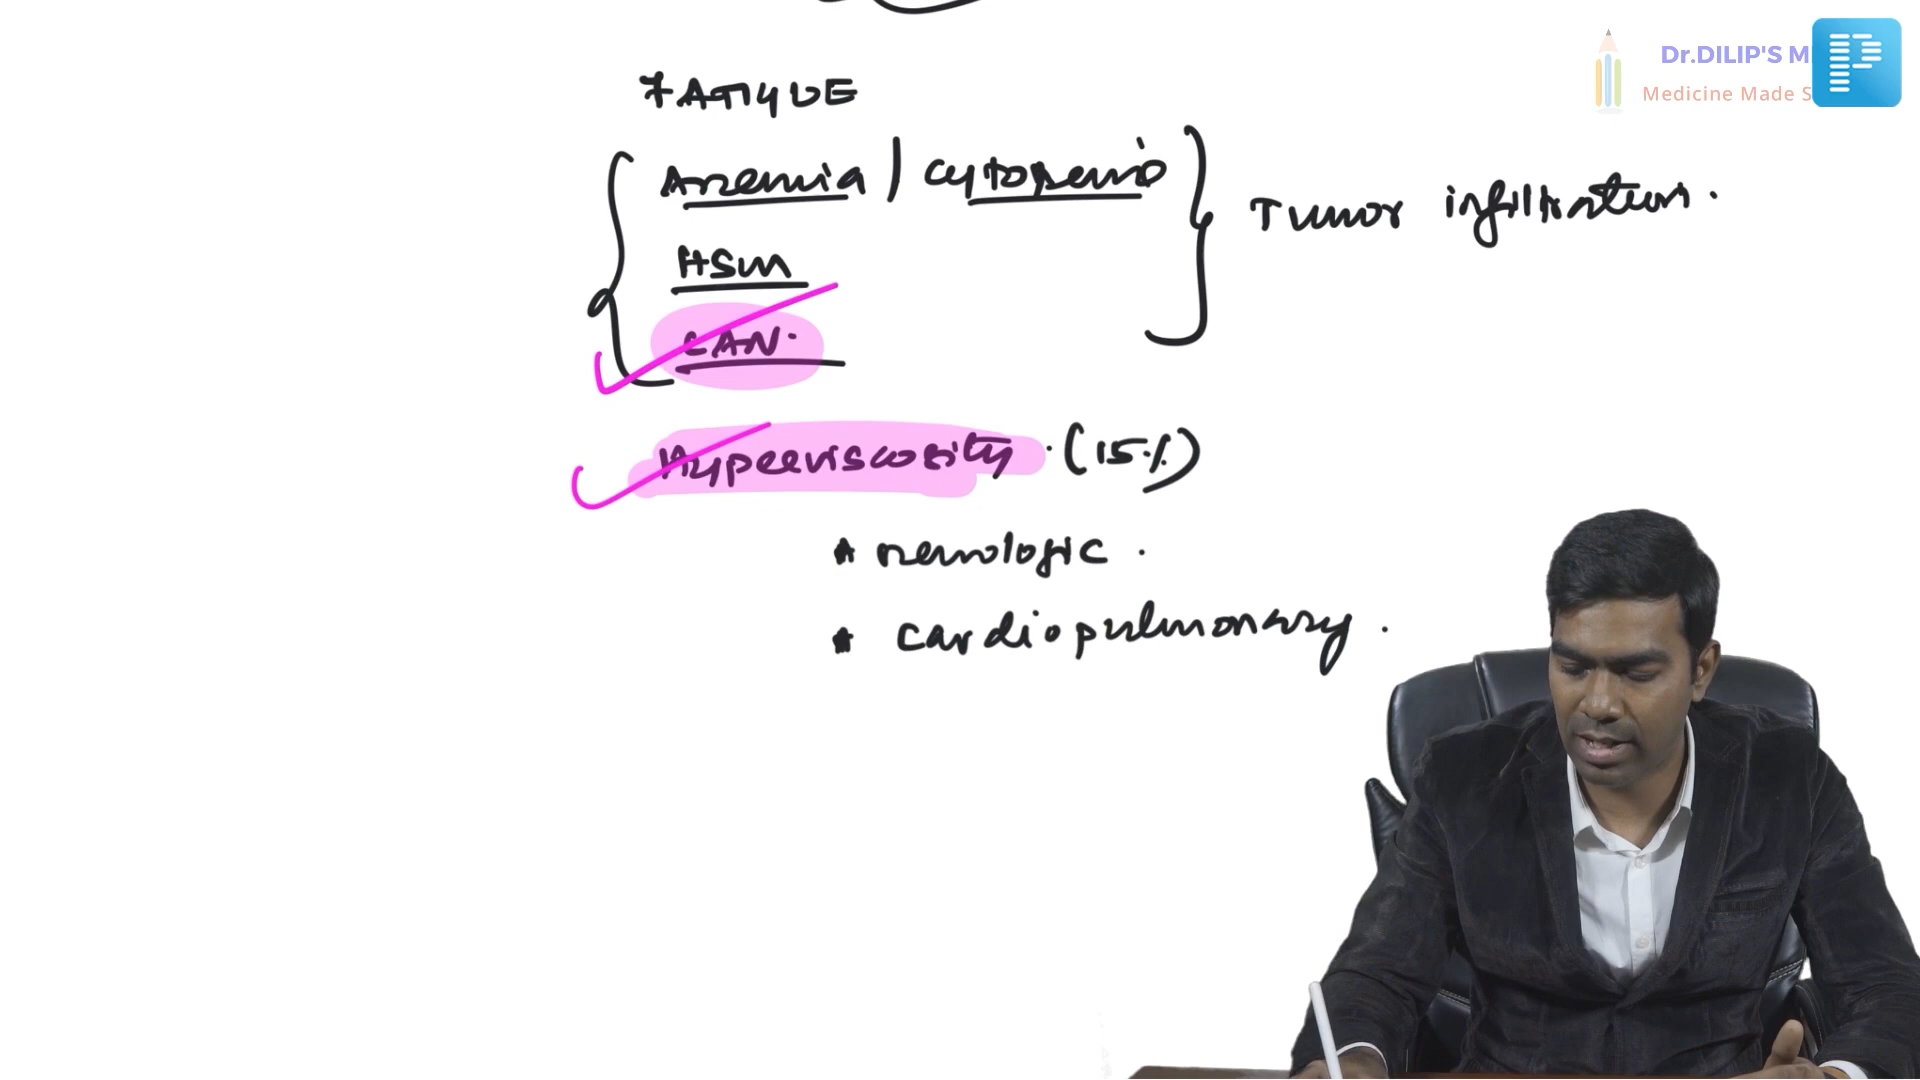 Dr.DILIP'S M
Medicine Made S
FATIGUE
Anemia / cytopenia
Tumor infiltration.
HSM
LAN.
Hyperviscosity . (15%)
* neurologic .
* cardiopulmonary .